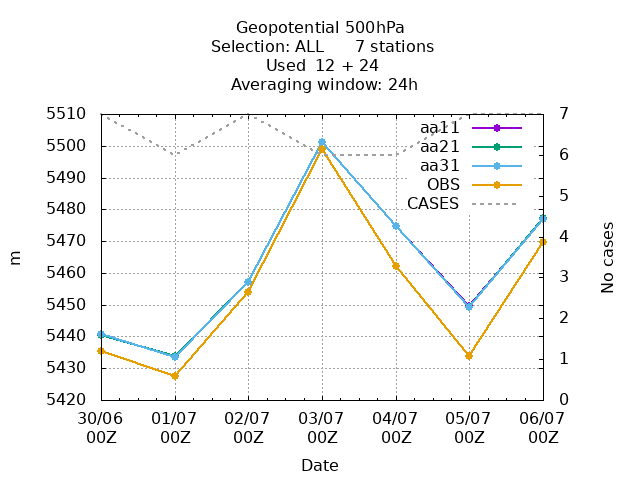 Geopotential 500hPa
Selection: ALL 7 stations
Used 12 + 24
Averaging window: 24h
5510 7
aa11
aa21
5500 6
aa31
5490
OBS 5
CASES
5480
5470 4
m
No cases
5460
3
5450
2
5440
5430 1
5420 0
30/06 01/07 02/07 03/07 04/07 05/07 06/07
00Z 00Z 00Z 00Z 00Z 00Z 00Z
Date